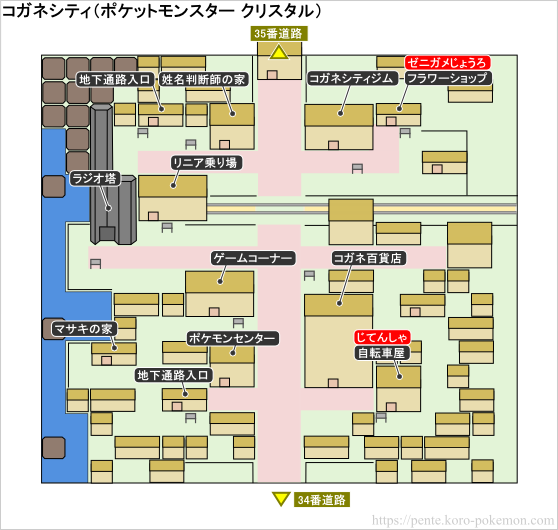 コガネシティ(ポケットモンスター クリスタル)
35番道路
ゼニガメじょうろ
地下通路入口
姓名判断師の家
コガネシティジム
フラワーショップ
リニア乗り場
ラジオ塔
ゲームコーナー
コガネ百貨店
マサキの家
ポケモンセンター
じてんしゃ
自転車屋
地下通路入口
34番道路
https://pente.koro-pokemon.com/